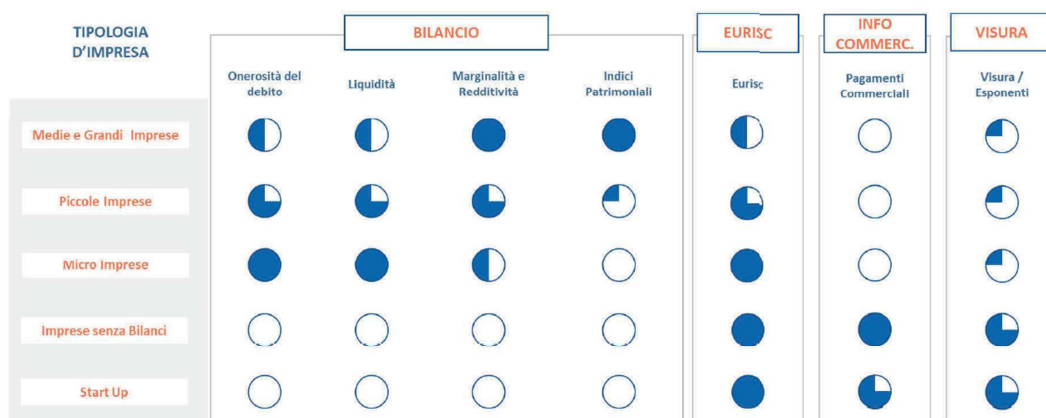 TIPOLOGIA
D'IMPRESA
BILANCIO
EURISC
INFO
COMMERC.
VISURA
Onerosità del
debito
Liquidità
Marginalità e
Redditività
Indici
Patrimoniali
Eurisc
Pagamenti
Commerciali
Visura /
Esponenti
Medie e Grandi Imprese
Piccole Imprese
Micro Imprese
Imprese senza Bilanci
Start Up